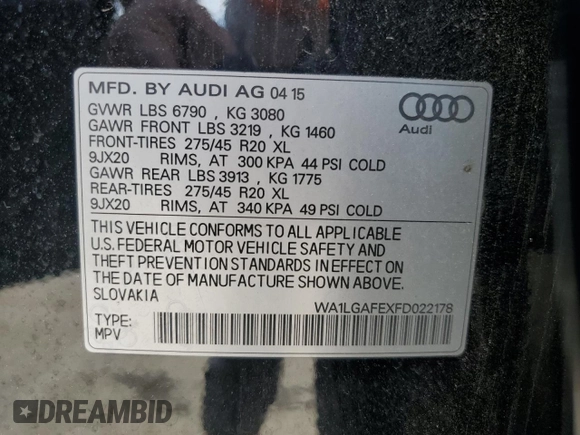 MFD. BY AUDI AG 04 15
GVWR LBS 6790 , KG 3080
GAWR FRONT LBS 3219 , KG 1460
FRONT-TIRES 275/45 R20 XL
9JX20 RIMS, AT 300 KPA 44 PSI COLD
GAWR REAR LBS 3913 , KG 1775
REAR-TIRES 275/45 R20 XL
9JX20 RIMS, AT 340 KPA 49 PSI COLD
Audi
THIS VEHICLE CONFORMS TO ALL APPLICABLE
U.S. FEDERAL MOTOR VEHICLE SAFETY AND
THEFT PREVENTION STANDARDS IN EFFECT ON
THE DATE OF MANUFACTURE SHOWN ABOVE.
SLOVAKIA
WA1LGAFEXFD022178
TYPE:
MPV
DREAMBID